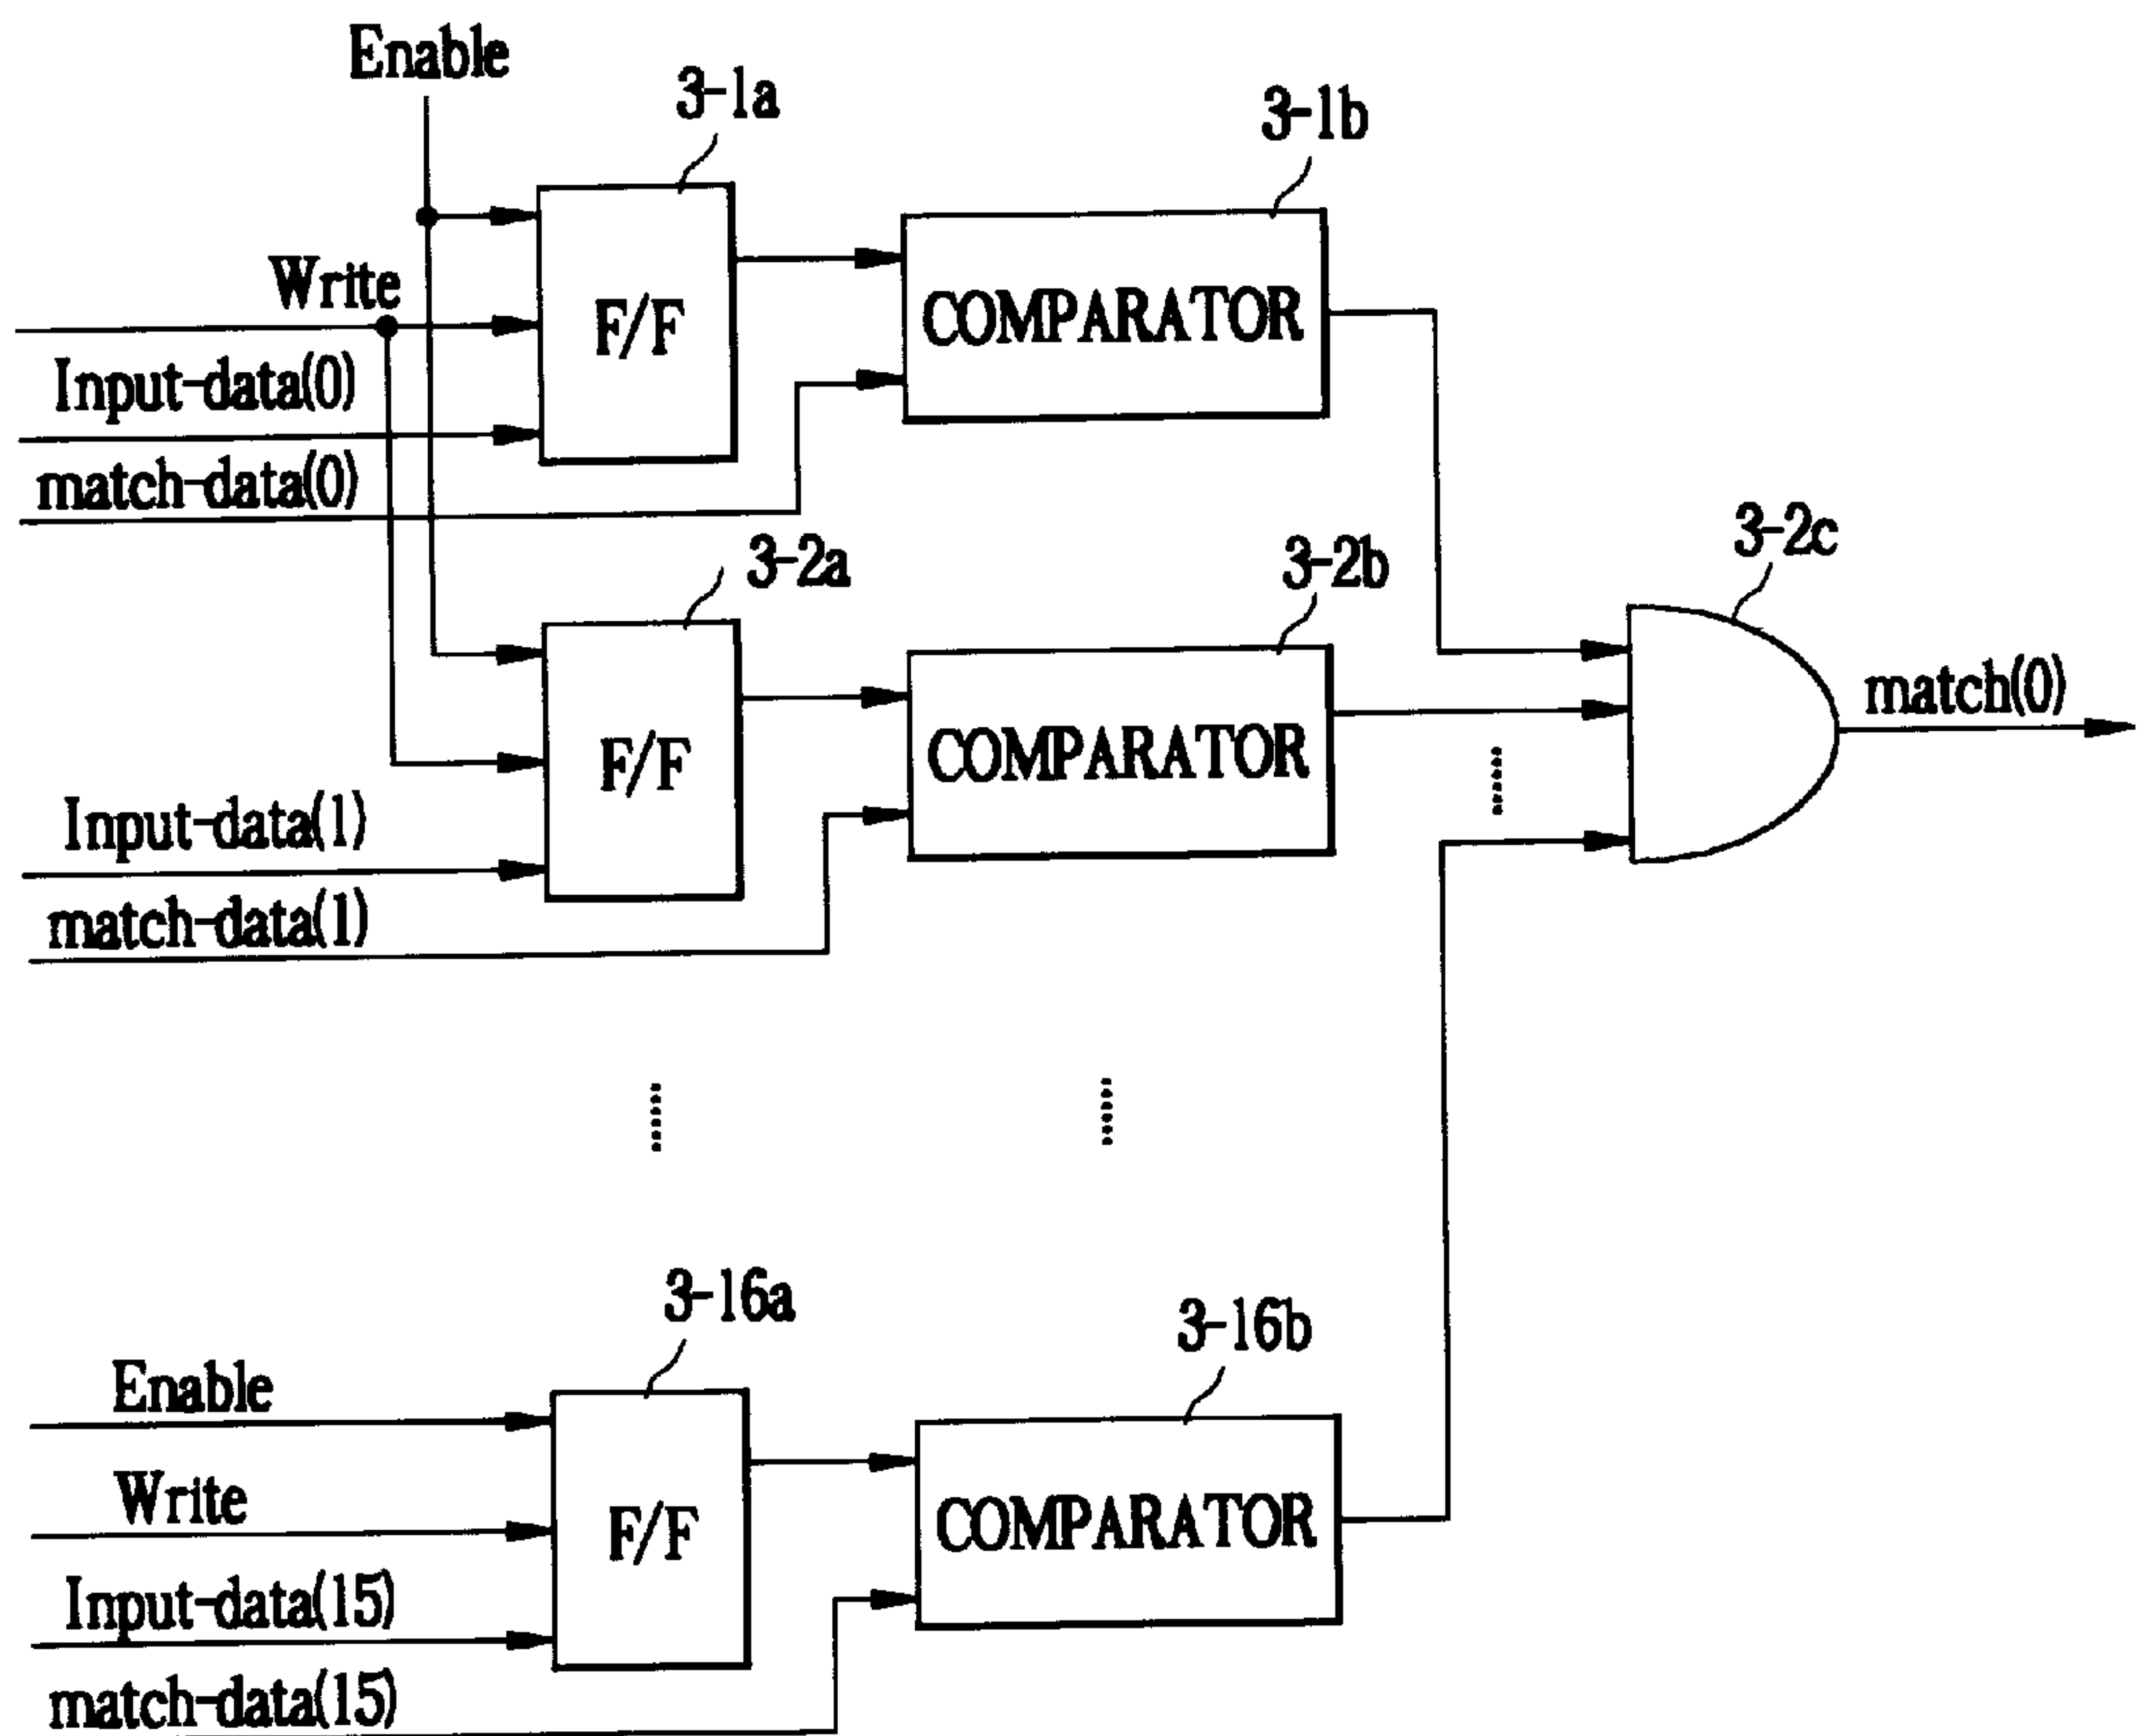 Enable
3-1a
3-1b
Write
F/F
COMPARATOR
Input-data(0)
match-data(0)
3-2a
3-2b
3-2c
match(0)
F/F
COMPARATOR
Input-data(1)
match-data(1)
3-16a
3-16b
Enable
Write
F/F
COMPARATOR
Input-data(15)
match-data(15)